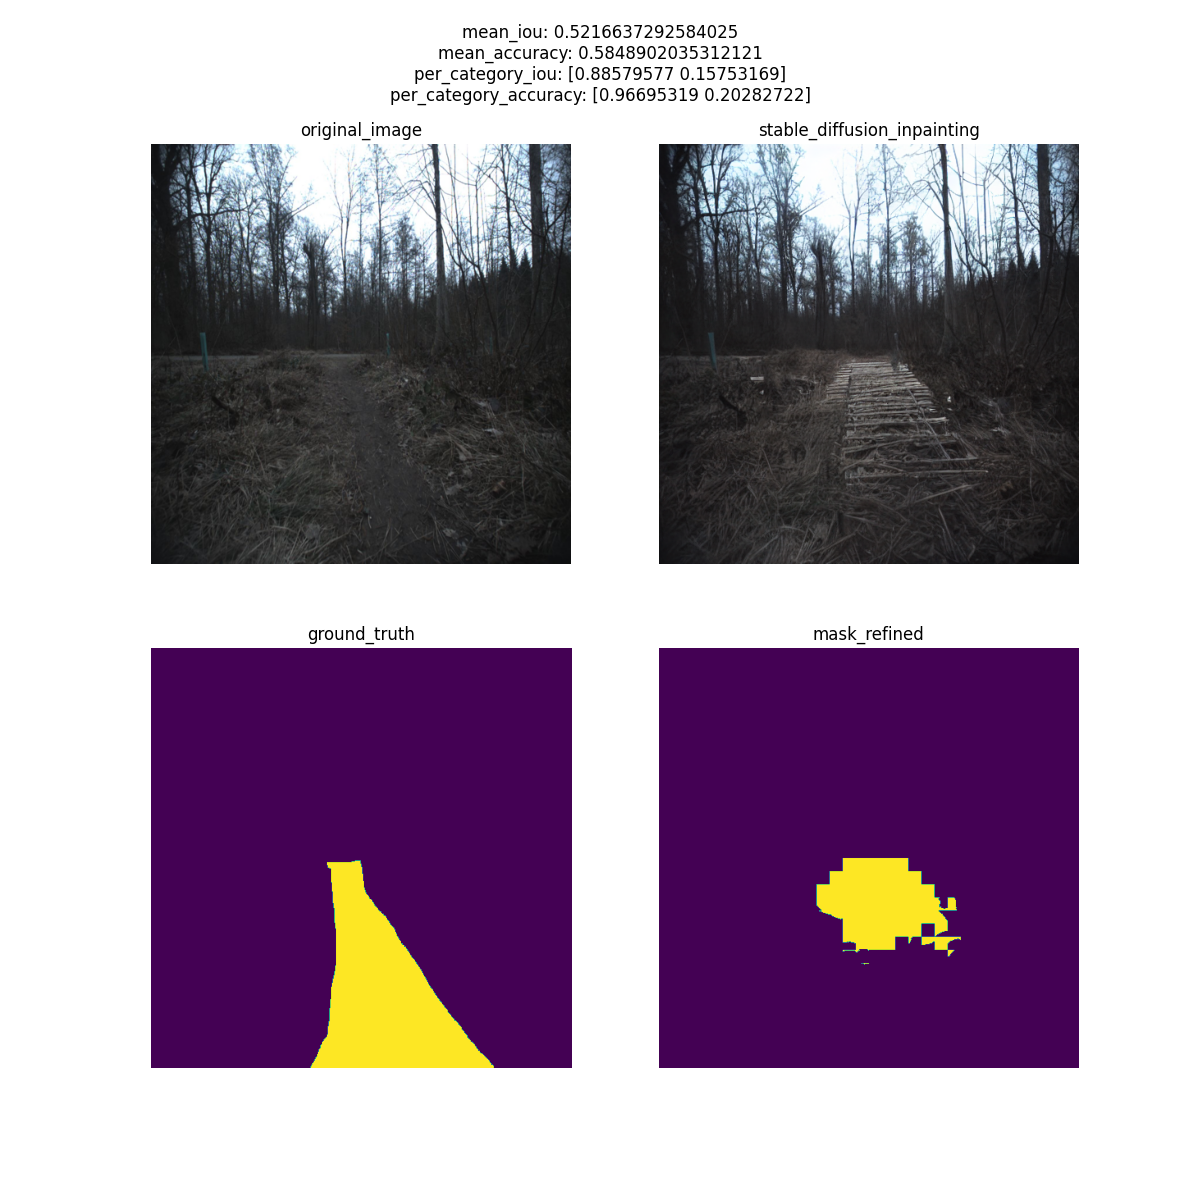 mean_iou: 0.5216637292584025
mean_accuracy: 0.5848902035312121
per_category_iou: [0.88579577 0.15753169]
per_category_accuracy: [0.96695319 0.20282722]
original_image
stable_diffusion_inpainting
ground_truth
mask_refined